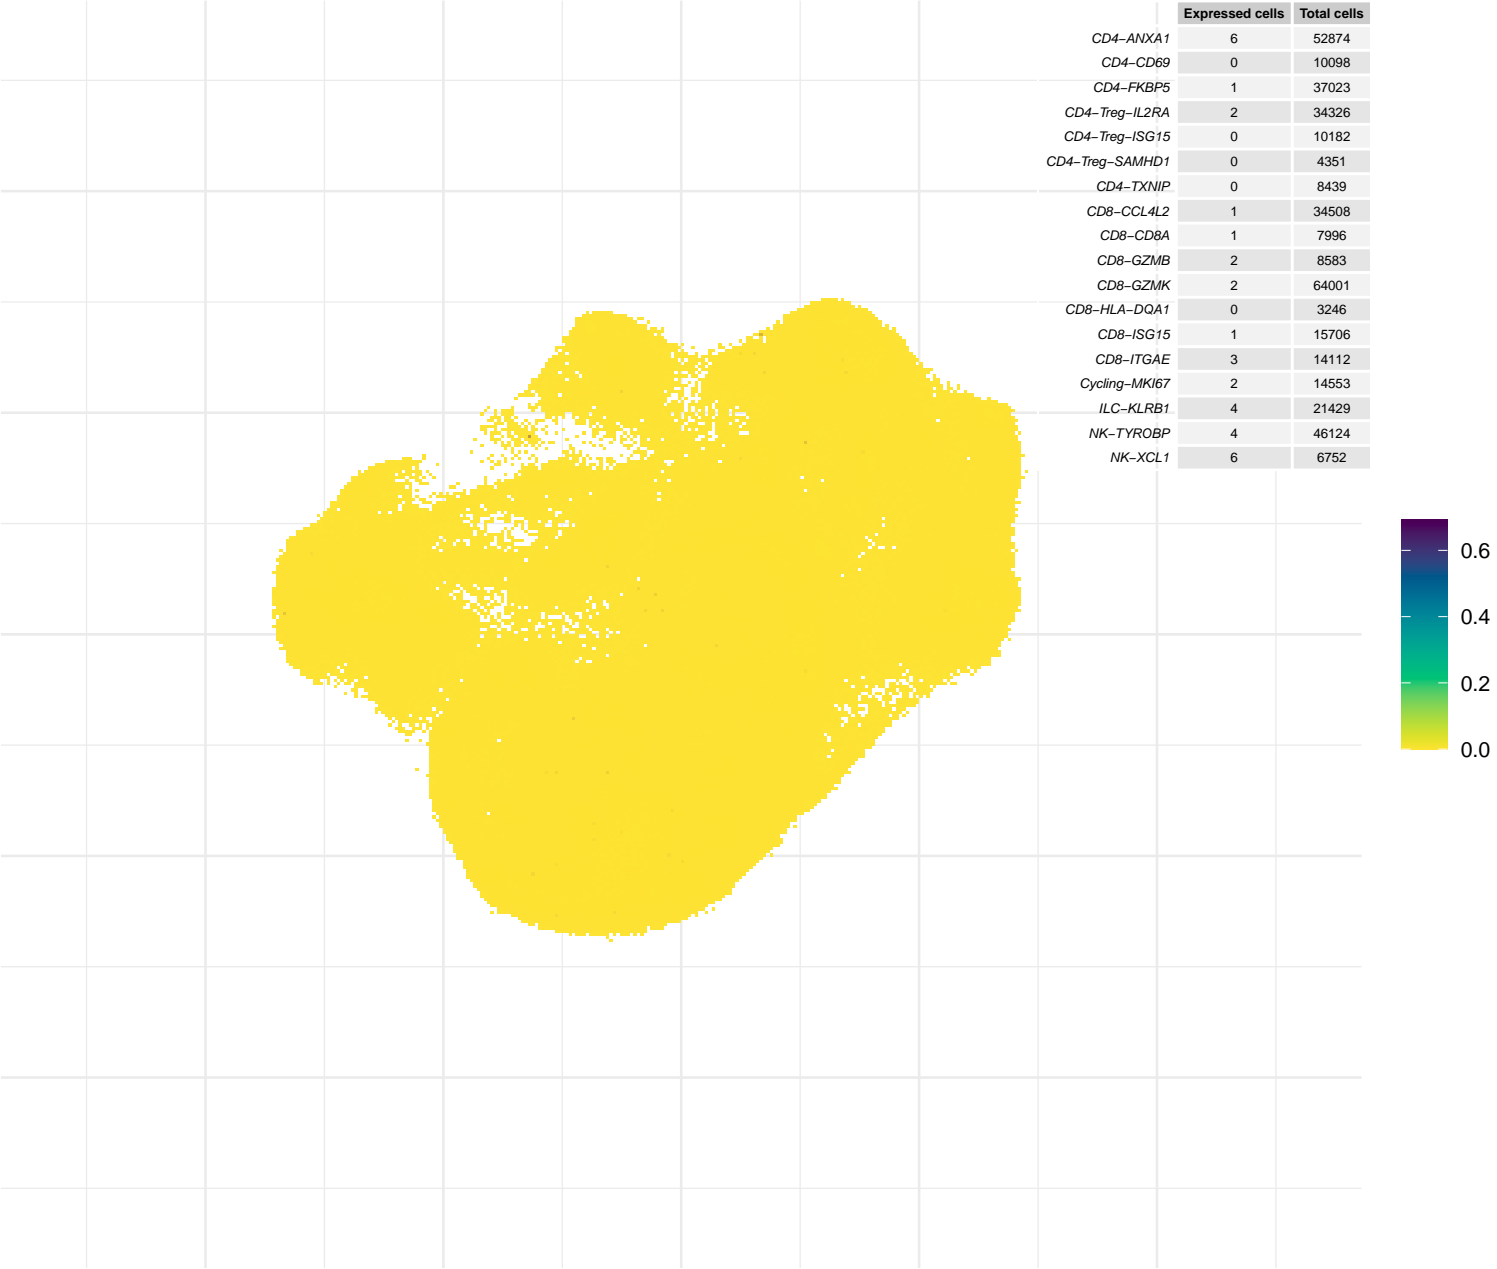 Expressed cells Total cells
CD4−ANXA1 6 52874
CD4−CD69 0 10098
CD4−FKBP5 1 37023
CD4−Treg−IL2RA 2 34326
CD4−Treg−ISG15 0 10182
CD4−Treg−SAMHD1 0 4351
CD4−TXNIP 0 8439
CD8−CCL4L2 1 34508
CD8−CD8A 1 7996
CD8−GZMB 2 8583
CD8−GZMK 2 64001
CD8−HLA−DQA1 0 3246
CD8−ISG15 1 15706
CD8−ITGAE 3 14112
Cycling−MKI67 2 14553
ILC−KLRB1 4 21429
NK−TYROBP 4 46124
NK−XCL1 6 6752
0.6
0.4
0.2
0.0